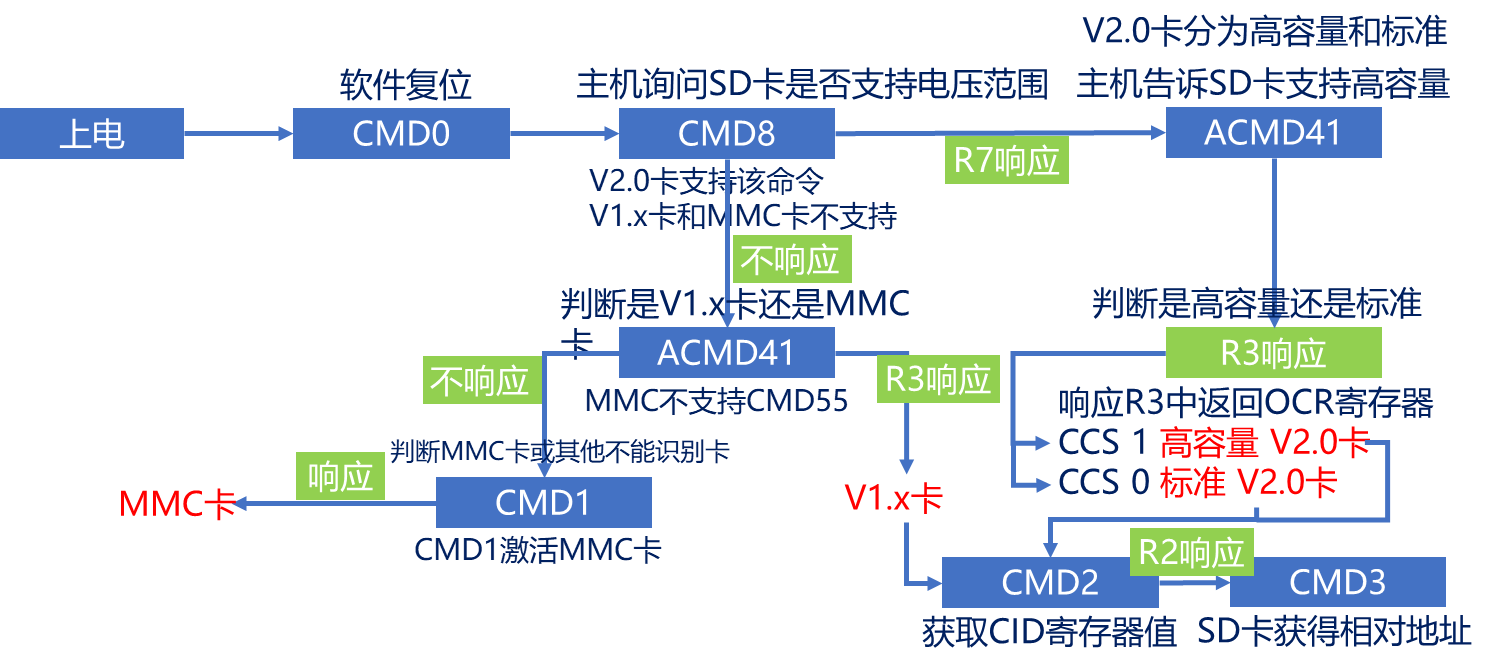 V2.0卡分为高容量和标准
软件复位
主机询问SD卡是否支持电压范围
主机告诉SD卡支持高容量
上电
CMD0
CMD8
ACMD41
R7响应
V2.0卡支持该命令
V1.x卡和MMC卡不支持
不响应
判断是V1.x卡还是MMC
卡
判断是高容量还是标准
ACMD41
R3响应
不响应
R3响应
MMC不支持CMD55
响应R3中返回OCR寄存器
CCS 1 高容量 V2.0卡
CCS 0 标准 V2.0卡
判断MMC卡或其他不能识别卡
响应
MMC卡
CMD1
V1.x卡
CMD1激活MMC卡
R2响应
CMD2
CMD3
获取CID寄存器值
SD卡获得相对地址